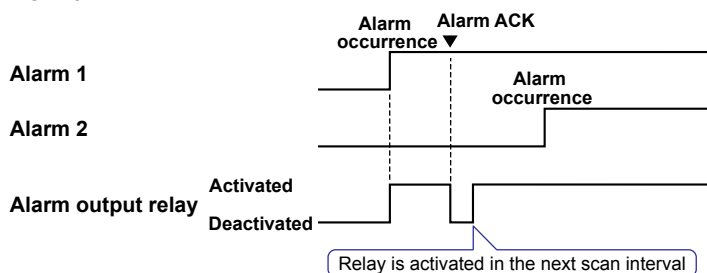 Alarm occurrence
Alarm ACK
Alarm 1
Alarm occurrence
Alarm 2
Activated
Alarm output relay
Deactivated
Relay is activated in the next scan interval